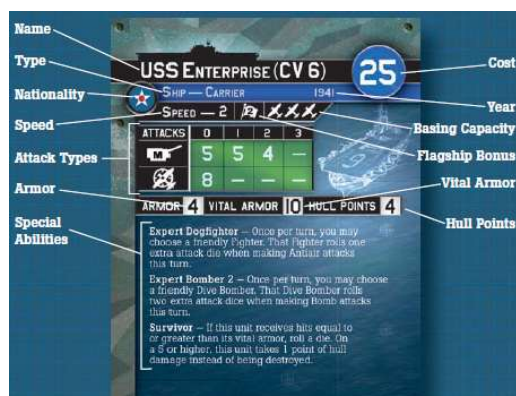 Name
USS ENTERPRISE (CV 6)
25
Cost
Type
SHIP — CARRIER
1941
Nationality
Year
Speed
SPEED — 2
Basing Capacity
ATTACKS 0 1 2 3
Flagship Bonus
Attack Types
5 5 4 —
8 — — —
Vital Armor
Armor
ARMOR 4 VITAL ARMOR 10 HULL POINTS 4
Hull Points
Special
Abilities
Expert Dogfighter — Once per turn, you may
choose a friendly Fighter. That Fighter rolls one
extra attack die when making Antiair attacks
this turn.
Expert Bomber 2 — Once per turn, you may choose
a friendly Dive Bomber. That Dive Bomber rolls
two extra attack dice when making Bomb attacks
this turn.
Survivor — If this unit receives hits equal to
or greater than its vital armor, roll a die. On
a 5 or higher, this unit takes 1 point of hull
damage instead of being destroyed.